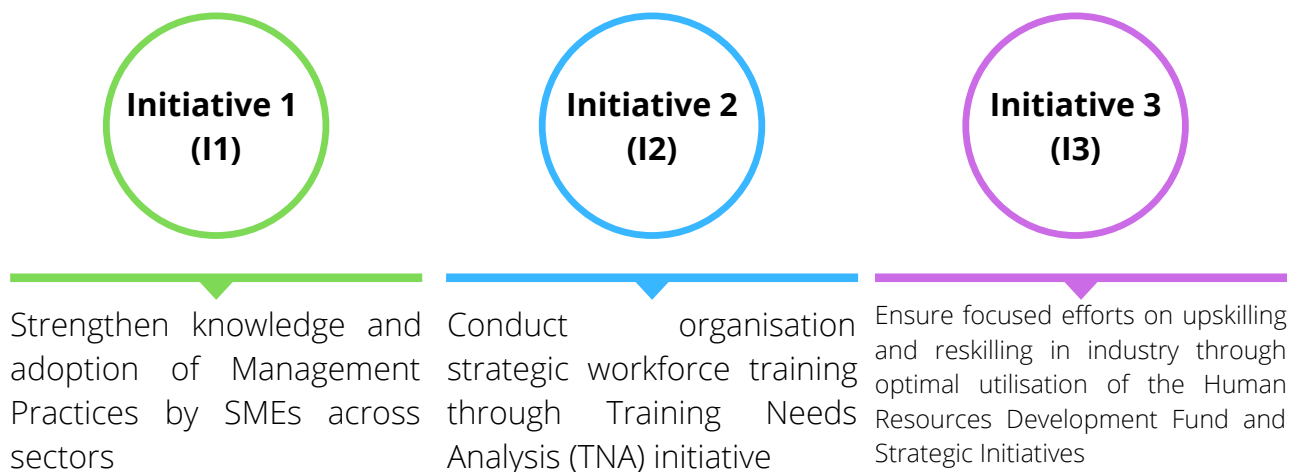 Initiative 1
(I1)
Strengthen knowledge and
adoption of Management
Practices by SMEs across
sectors
Initiative 2
(I2)
Conduct organisation
strategic workforce training
through Training Needs
Analysis (TNA) initiative
Initiative 3
(I3)
Ensure focused efforts on upskilling
and reskilling in industry through
optimal utilisation of the Human
Resources Development Fund and
Strategic Initiatives